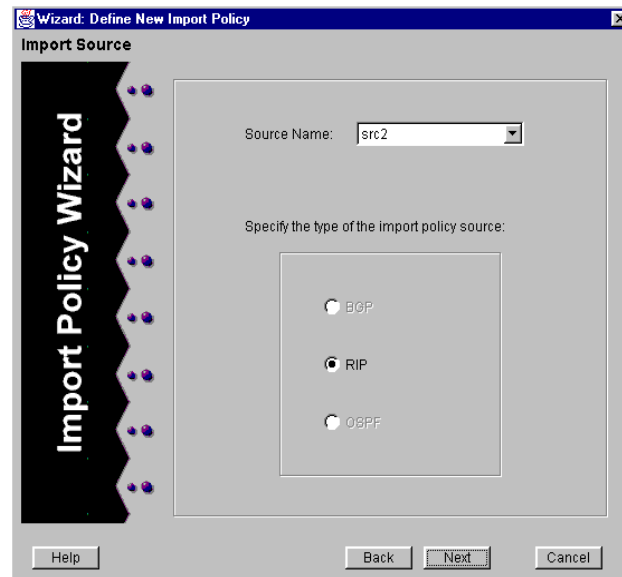 Wizard: Define New Import Policy
Import Source
Import Policy Wizard
Source Name: src2
Specify the type of the import policy source:
BGP
RIP
OSPF
Help Back Next Cancel